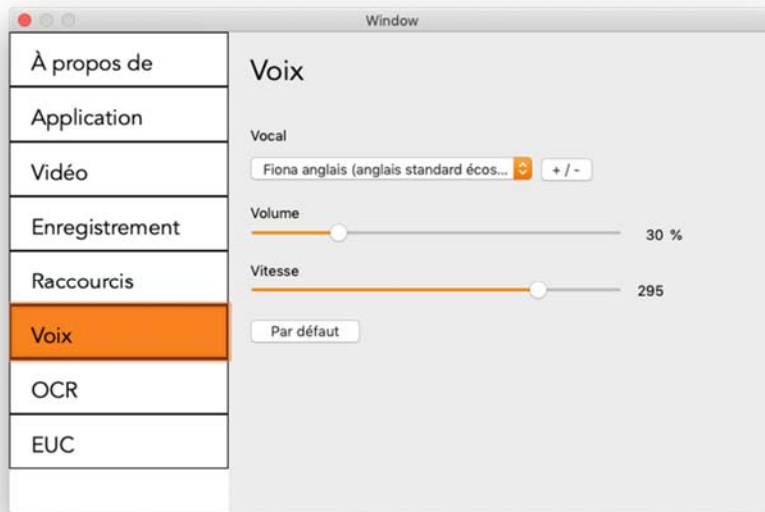 Window
À propos de
Application
Vidéo
Enregistrement
Raccourcis
Voix
OCR
EUC
Voix
Vocal
Fiona anglais (anglais standard écos... + / -
Volume
30 %
Vitesse
295
Par défaut